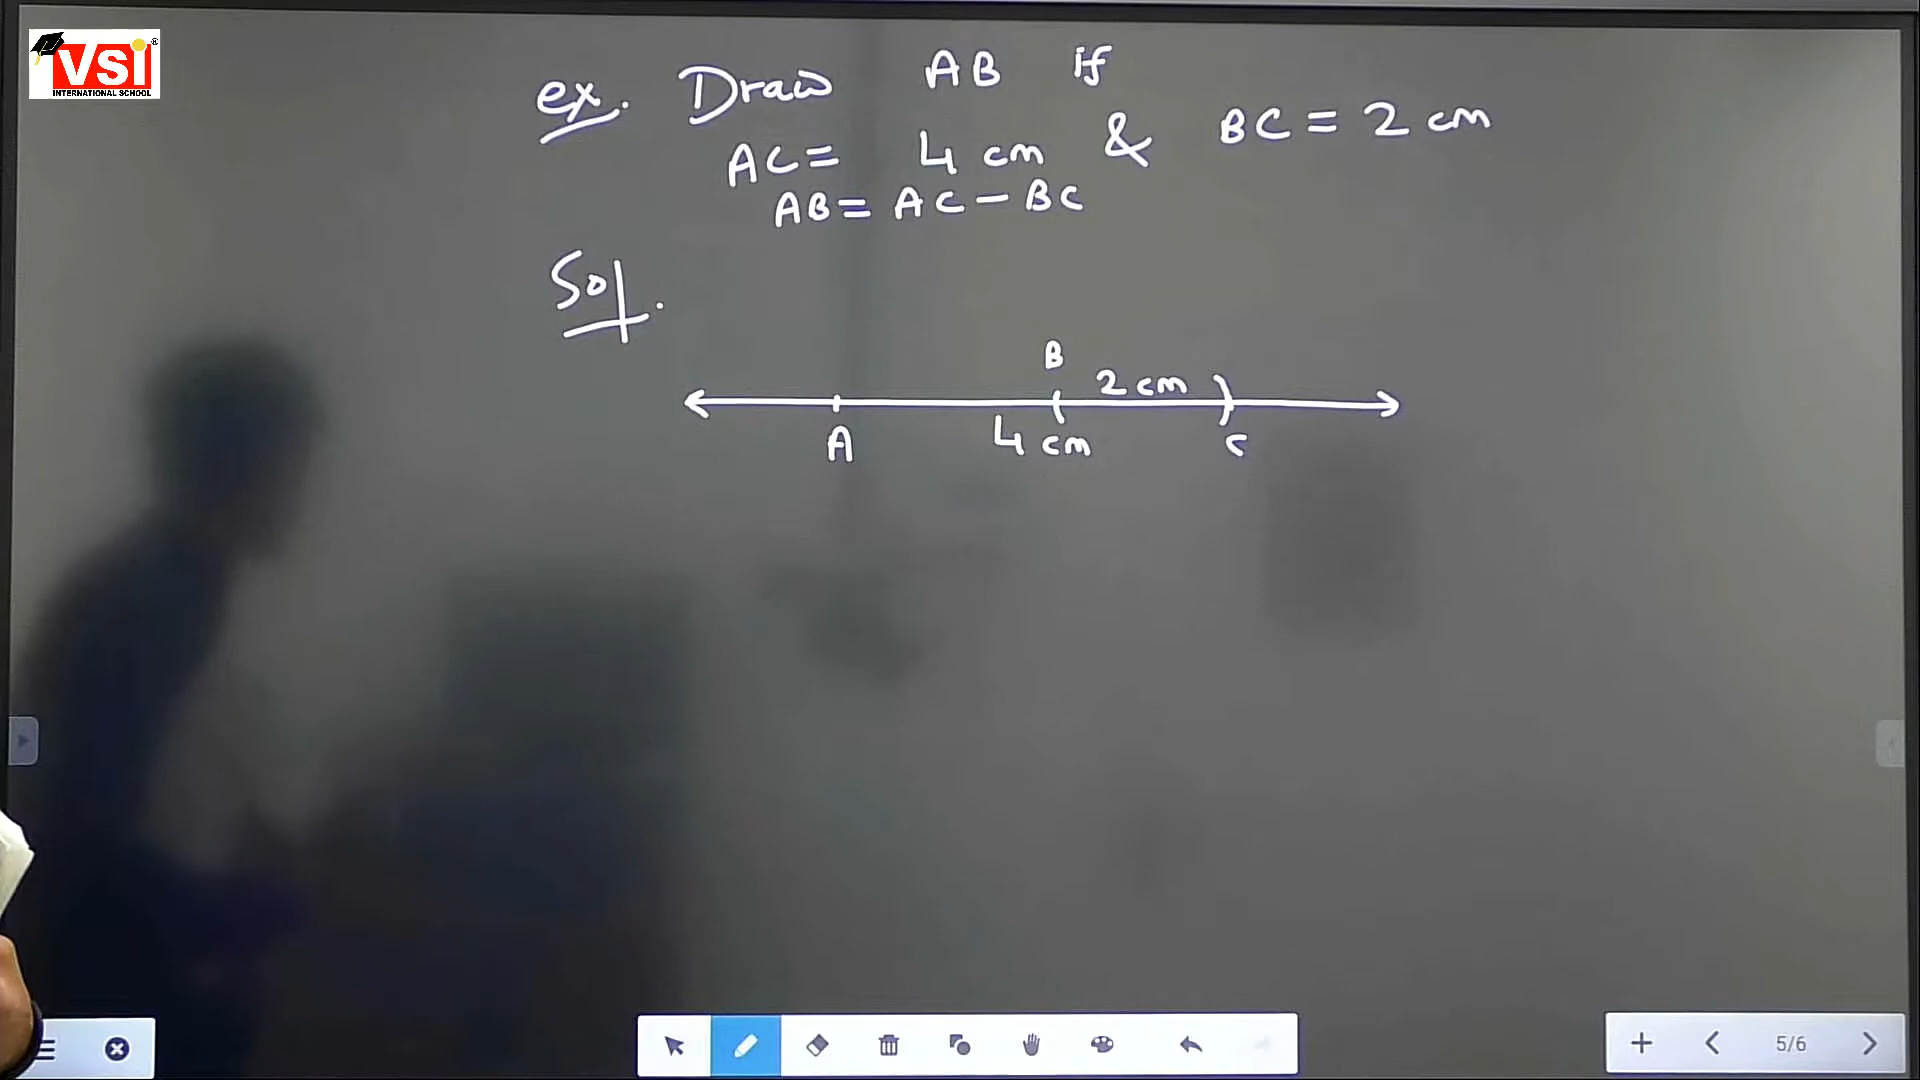 VSI
INTERNATIONAL SCHOOL
ex. Draw AB if
AC = 4 cm & BC = 2 cm
AB = AC - BC
Sol.
B
2 cm
A 4 cm C
5/6